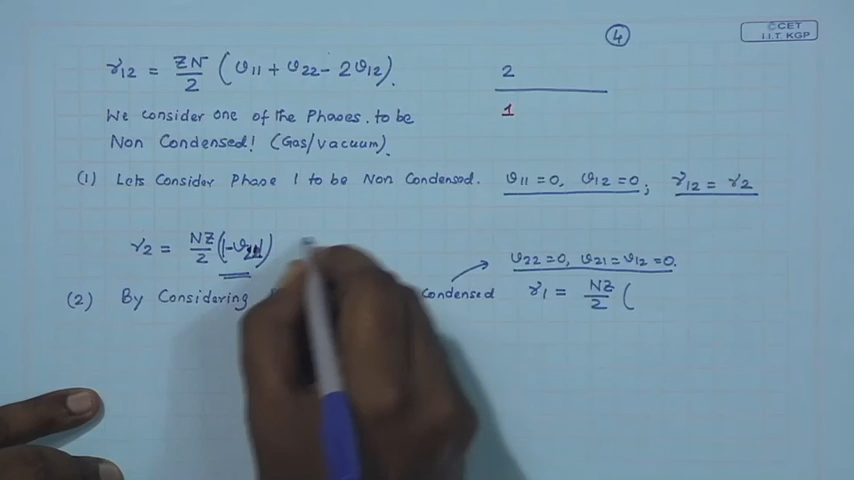 ④
©CET
I.I.T. KGP
γ12 = ZN/2 (υ11 + υ22 - 2υ12).
2
1
We consider one of the Phases. to be
Non Condensed! (Gas/vacuum).
(1) Lets Consider Phase 1 to be Non Condensed. υ11 = 0, υ12 = 0; γ12 = γ2
γ2 = NZ/2 (
υ22 = 0, υ21 = υ12 = 0.
(2) By Considering Condensed γ1 = NZ/2 (